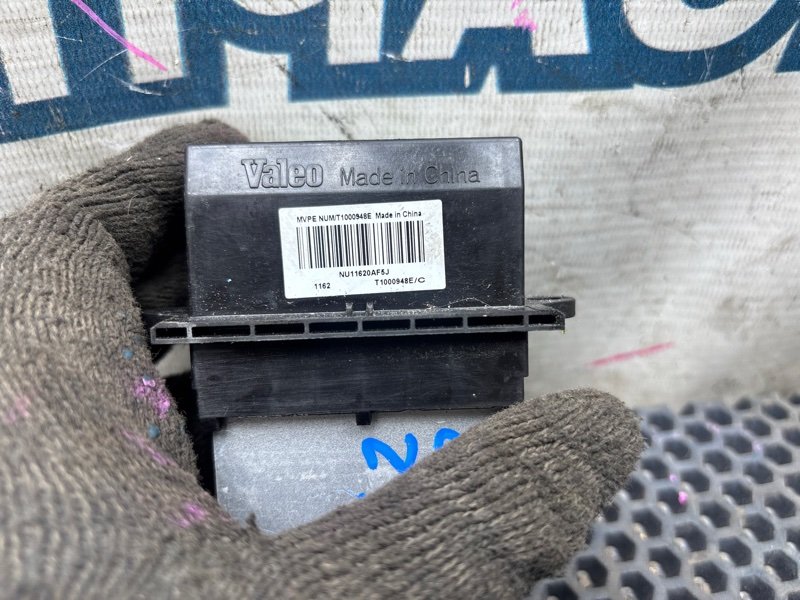 Valeo Made in China
MVPE NUM/T1000948E Made in China
NU11620AF5J
1162 T1000948E/C